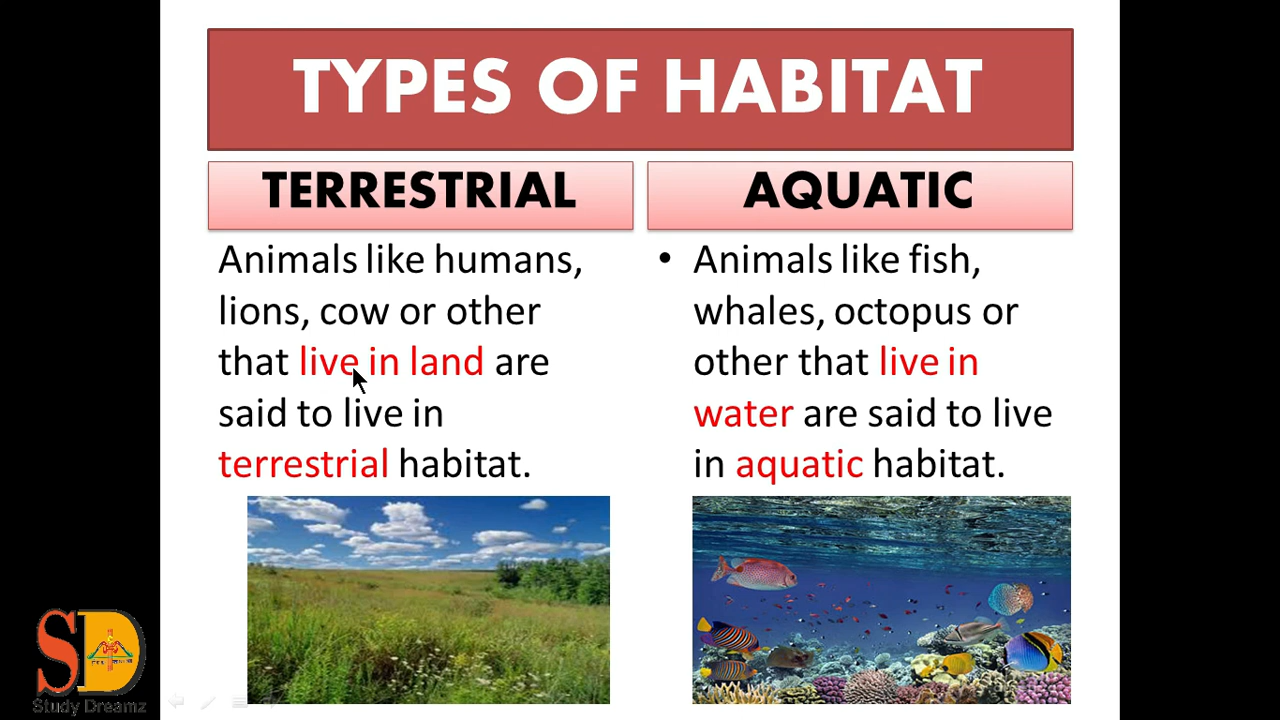 TYPES OF HABITAT
TERRESTRIAL
Animals like humans,
lions, cow or other
that live in land are
said to live in
terrestrial habitat.
AQUATIC
• Animals like fish,
whales, octopus or
other that live in
water are said to live
in aquatic habitat.
SD
Study Dreamz